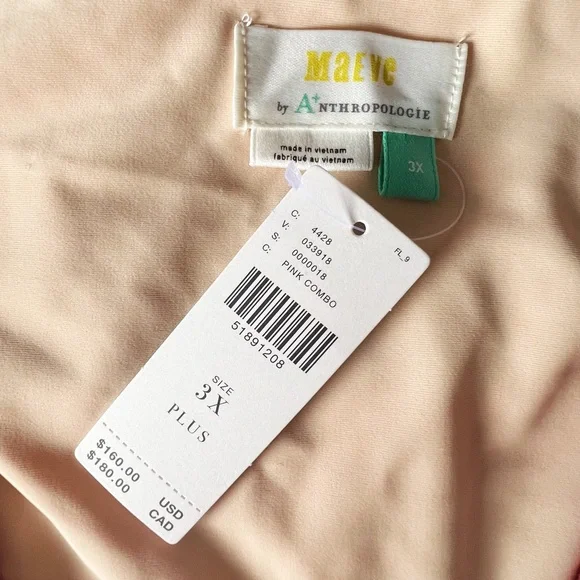 Maeve
by A+NTHROPOLOGIE
made in vietnam
fabriqué au vietnam
3X
C: 4428
V: 033918
S: 0000018
C: PINK COMBO
FL_9
51891208
SIZE
3X
PLUS
$160.00 USD
$180.00 CAD